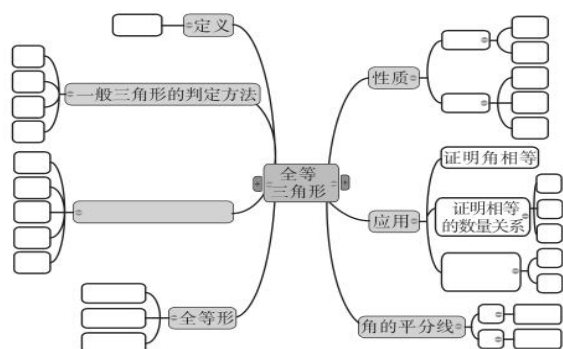 定义
一般三角形的判定方法
全等形
全等
三角形
性质
应用
证明角相等
证明相等
的数量关系
角的平分线